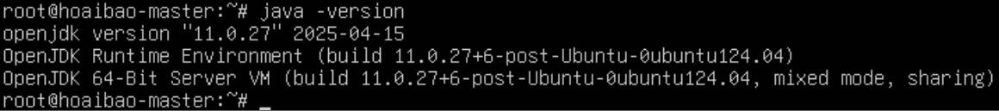 root@hoaibao-master:~# java -version
openjdk version "11.0.27" 2025-04-15
OpenJDK Runtime Environment (build 11.0.27+6-post-Ubuntu-0ubuntu124.04)
OpenJDK 64-Bit Server VM (build 11.0.27+6-post-Ubuntu-0ubuntu124.04, mixed mode, sharing)
root@hoaibao-master:~# _